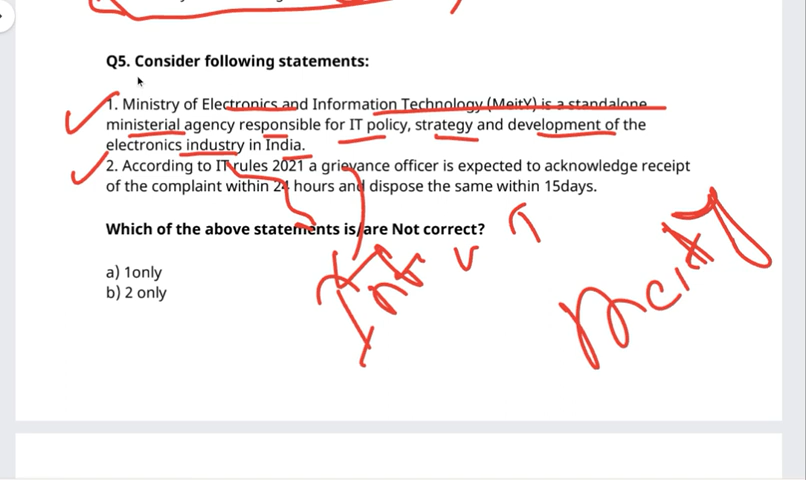 Q5. Consider following statements:
1. Ministry of Electronics and Information Technology (MeitY) is a standalone
ministerial agency responsible for IT policy, strategy and development of the
electronics industry in India.
2. According to IT rules 2021 a grievance officer is expected to acknowledge receipt
of the complaint within 24 hours and dispose the same within 15days.
Which of the above statements is/are Not correct?
a) 1only
b) 2 only
MeitY